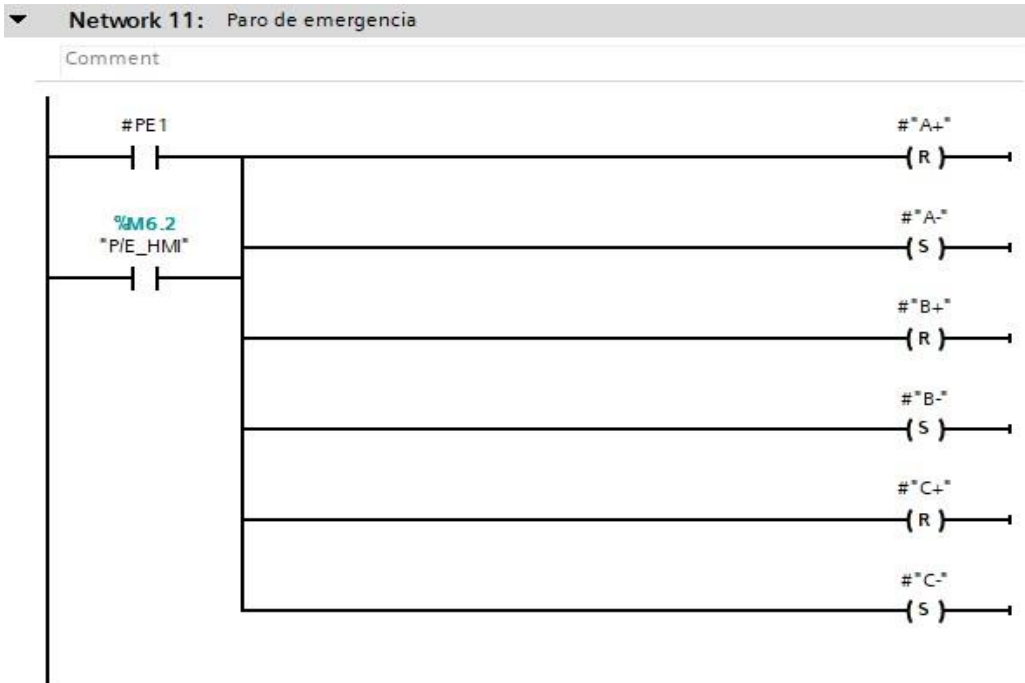 Network 11: Paro de emergencia
Comment
#PE1
#"A+"
( R )
%M6.2
"P/E_HMI"
#"A-"
( S )
#"B+"
( R )
#"B-"
( S )
#"C+"
( R )
#"C-"
( S )